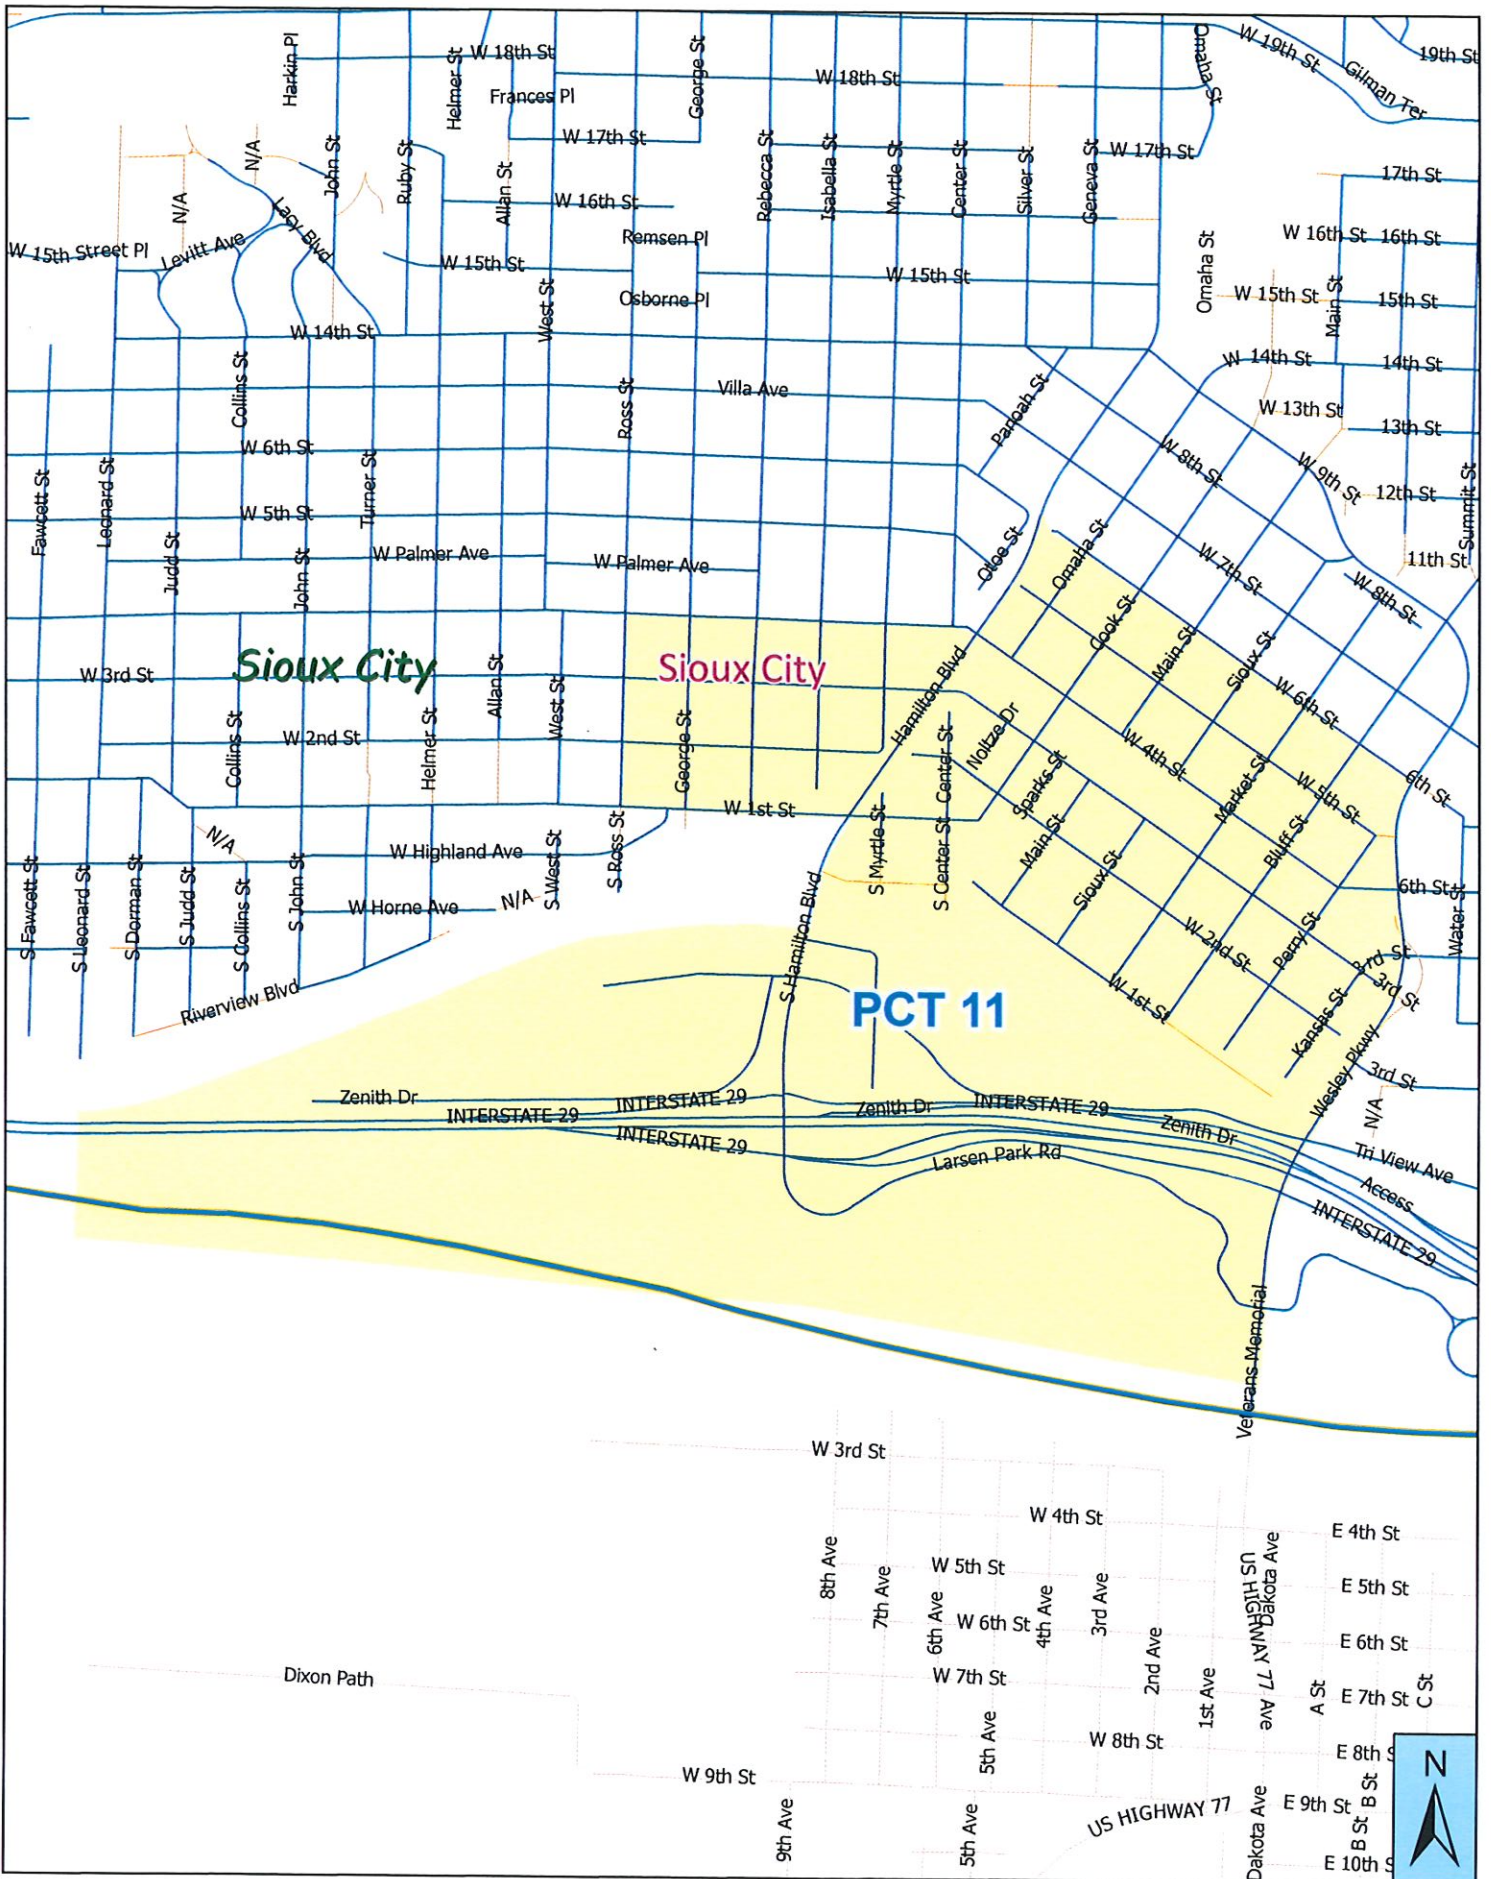 W 18th St
Harkin Pl
Helmer St
Frances Pl
George St
W 18th St
Omaha St
W 19th St
Gilman Ter
19th St
W 17th St
N/A
John St
Ruby St
Allan St
Rebecca St
Isabella St
Myrtle St
Center St
Silver St
Geneva St
W 17th St
17th St
N/A
Lacy Blvd
W 16th St
Remsen Pl
W 16th St
16th St
W 15th Street Pl
Levitt Ave
W 15th St
W 15th St
Omaha St
W 15th St
Main St
15th St
Osborne Pl
West St
W 14th St
W 14th St
14th St
Collins St
Villa Ave
Ross St
Panoah St
W 13th St
13th St
W 6th St
W 8th St
W 9th St
12th St
Summit St
Fawcett St
Leonard St
Turner St
W 5th St
Judd St
John St
W Palmer Ave
W Palmer Ave
Otoe St
Omaha St
W 7th St
11th St
W 8th St
Cook St
Main St
Sioux St
W 3rd St
Sioux City
Sioux City
Allan St
West St
Hamilton Blvd
W 6th St
Collins St
W 2nd St
Helmer St
George St
Center St
Noltze Dr
W 4th St
Sparks St
Market St
W 5th St
6th St
W 1st St
N/A
W Highland Ave
S Ross St
S West St
S Myrtle St
S Center St
Main St
Sioux St
Bluff St
6th St
Water St
S Fawcett St
S Leonard St
S Dorman St
S Judd St
S Collins St
S John St
W Horne Ave
N/A
S Hamilton Blvd
W 2nd St
Perry St
3rd St
3rd St
Riverview Blvd
PCT 11
W 1st St
Kansas St
Wesley Pkwy
3rd St
N/A
Zenith Dr
INTERSTATE 29
INTERSTATE 29
Zenith Dr
INTERSTATE 29
INTERSTATE 29
Zenith Dr
Larsen Park Rd
Tri View Ave
Access
INTERSTATE 29
Veterans Memorial
W 3rd St
W 4th St
E 4th St
8th Ave
7th Ave
W 5th St
6th Ave
W 6th St
4th Ave
3rd Ave
US HIGHWAY 77
Dakota Ave
E 5th St
E 6th St
Dixon Path
W 7th St
2nd Ave
1st Ave
Ave
A St
E 7th St
C St
5th Ave
W 8th St
E 8th S
W 9th St
9th Ave
5th Ave
US HIGHWAY 77
Dakota Ave
E 9th St
B St
B St
E 10th S
N